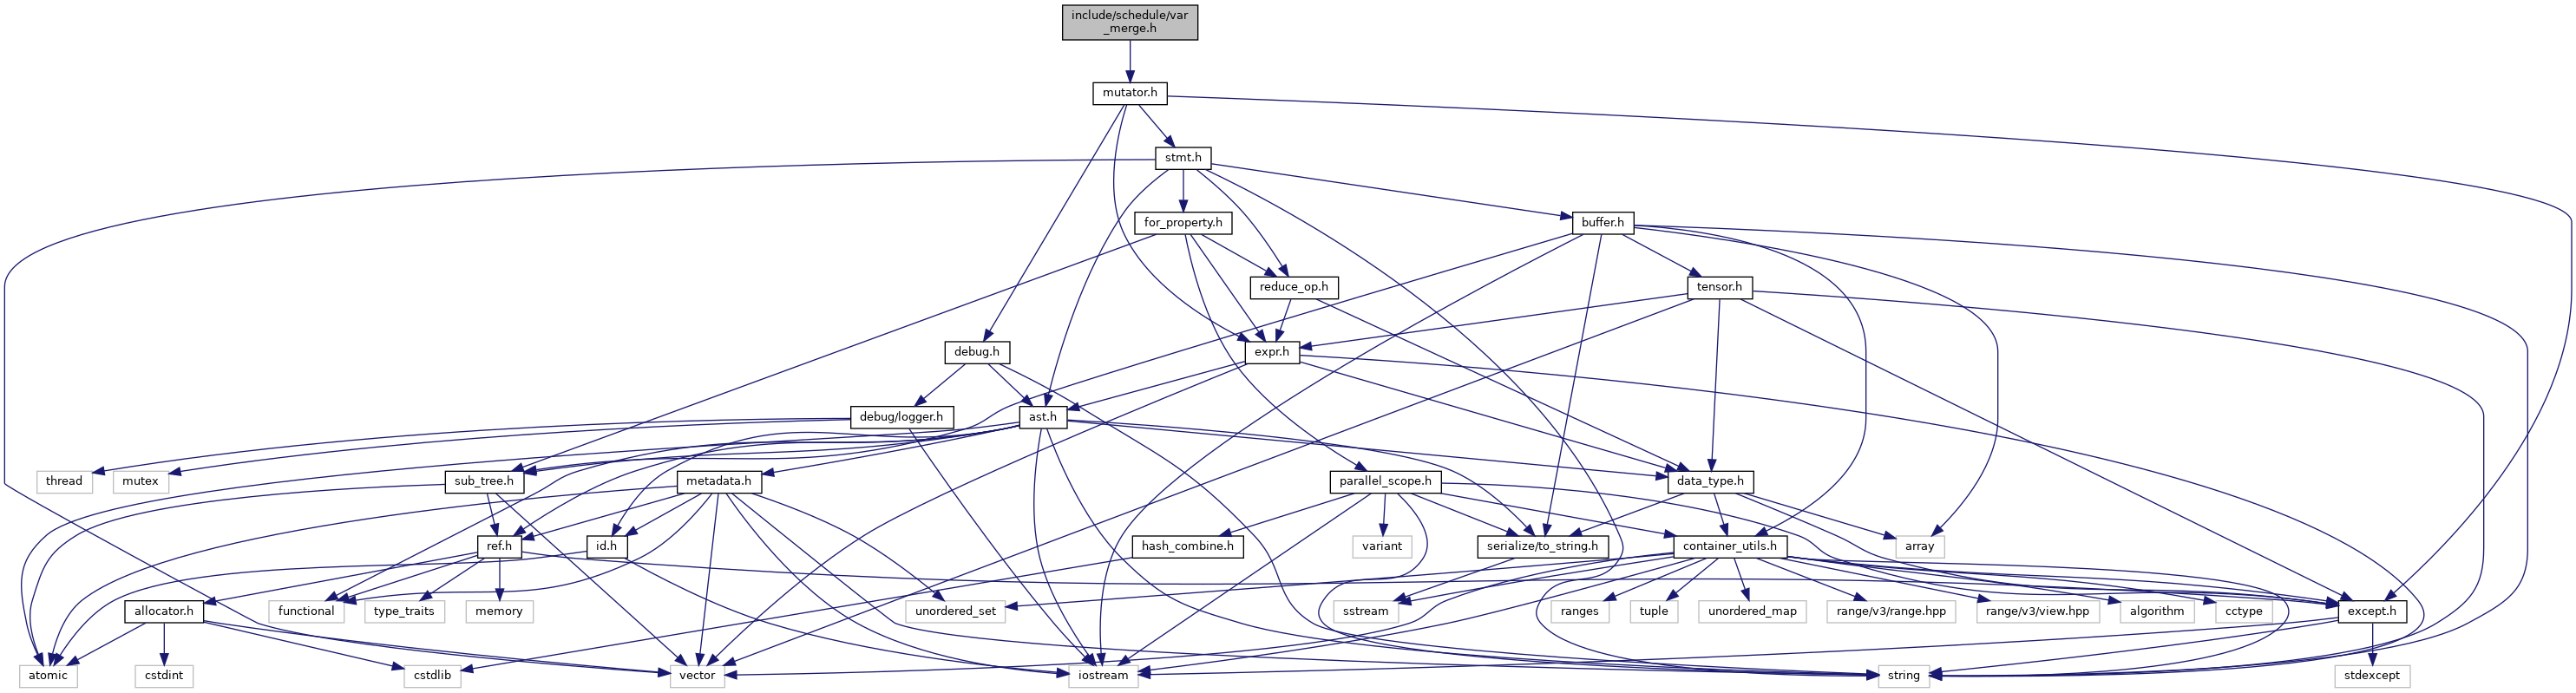 include/schedule/var
_merge.h
mutator.h
stmt.h
for_property.h
buffer.h
reduce_op.h
tensor.h
debug.h
expr.h
debug/logger.h
ast.h
thread
mutex
sub_tree.h
metadata.h
parallel_scope.h
data_type.h
ref.h
id.h
hash_combine.h
variant
serialize/to_string.h
container_utils.h
array
allocator.h
functional
type_traits
memory
unordered_set
sstream
ranges
tuple
unordered_map
range/v3/range.hpp
range/v3/view.hpp
algorithm
cctype
except.h
atomic
cstdint
cstdlib
vector
iostream
string
stdexcept